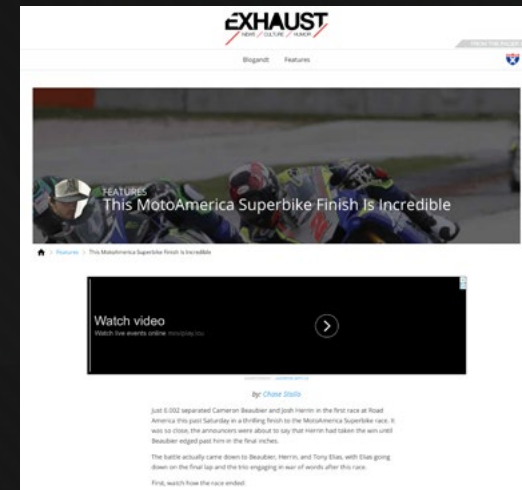 EXHAUST
NEWS / CULTURE / HUMOR
Blogandt Features
FEATURES
This MotoAmerica Superbike Finish Is Incredible
> Features > This MotoAmerica Superbike Finish Is Incredible
Watch video
Watch live events online
by: Chase Stalls
Just 0.002 separated Cameron Beaubier and Josh Herrin in the first race at Road
America this past Saturday in a thrilling finish to the MotoAmerica Superbike race. It
was so close, the announcers were about to say that Herrin had taken the win until
Beaubier edged past him in the final inches.
The battle actually came down to Beaubier, Herrin, and Tony Elias, with Elias going
down on the final lap and the trio engaging in war of words after this race.
First, watch how the race ended: